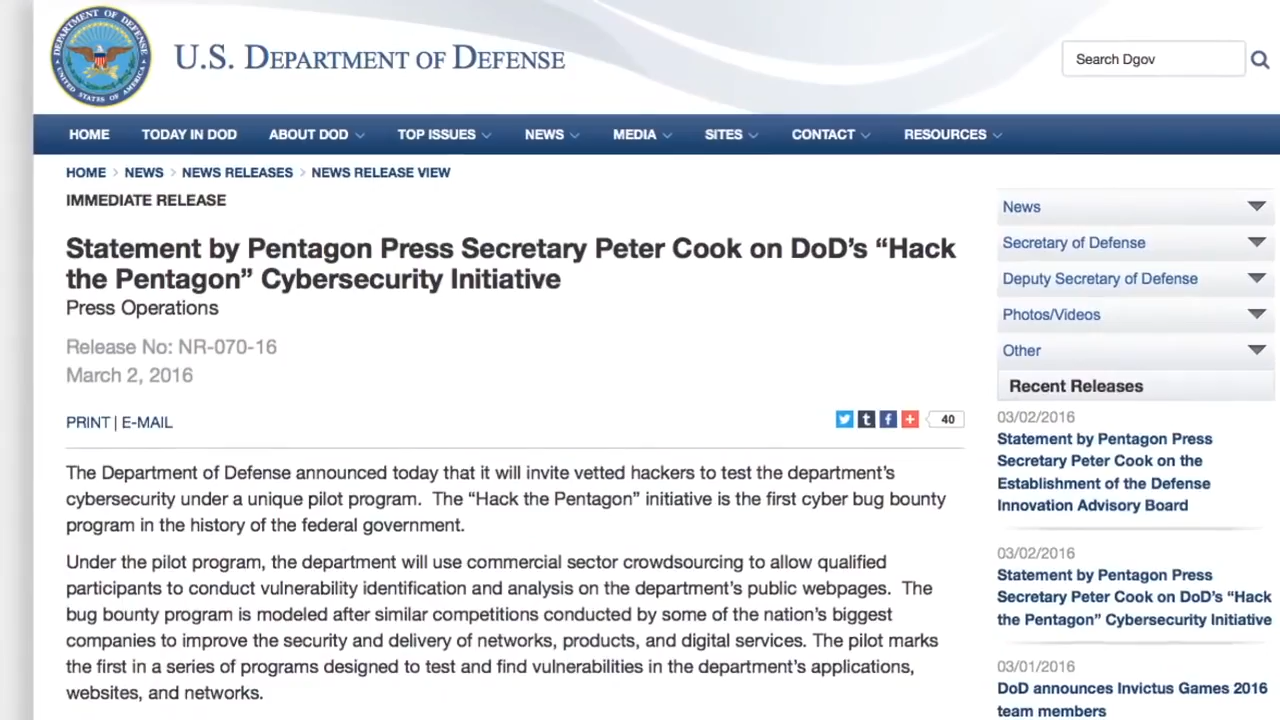 DEPARTMENT OF DEFENSE
UNITED STATES OF AMERICA
U.S. DEPARTMENT OF DEFENSE
Search Dgov
HOME TODAY IN DOD ABOUT DOD TOP ISSUES NEWS MEDIA SITES CONTACT RESOURCES
HOME > NEWS > NEWS RELEASES > NEWS RELEASE VIEW
IMMEDIATE RELEASE
Statement by Pentagon Press Secretary Peter Cook on DoD’s “Hack
the Pentagon” Cybersecurity Initiative
Press Operations
Release No: NR-070-16
March 2, 2016
PRINT | E-MAIL
t f + 40
The Department of Defense announced today that it will invite vetted hackers to test the department’s
cybersecurity under a unique pilot program.  The “Hack the Pentagon” initiative is the first cyber bug bounty
program in the history of the federal government.
Under the pilot program, the department will use commercial sector crowdsourcing to allow qualified
participants to conduct vulnerability identification and analysis on the department’s public webpages.  The
bug bounty program is modeled after similar competitions conducted by some of the nation’s biggest
companies to improve the security and delivery of networks, products, and digital services. The pilot marks
the first in a series of programs designed to test and find vulnerabilities in the department’s applications,
websites, and networks.
News
Secretary of Defense
Deputy Secretary of Defense
Photos/Videos
Other
Recent Releases
03/02/2016
Statement by Pentagon Press
Secretary Peter Cook on the
Establishment of the Defense
Innovation Advisory Board
03/02/2016
Statement by Pentagon Press
Secretary Peter Cook on DoD’s “Hack
the Pentagon” Cybersecurity Initiative
03/01/2016
DoD announces Invictus Games 2016
team members